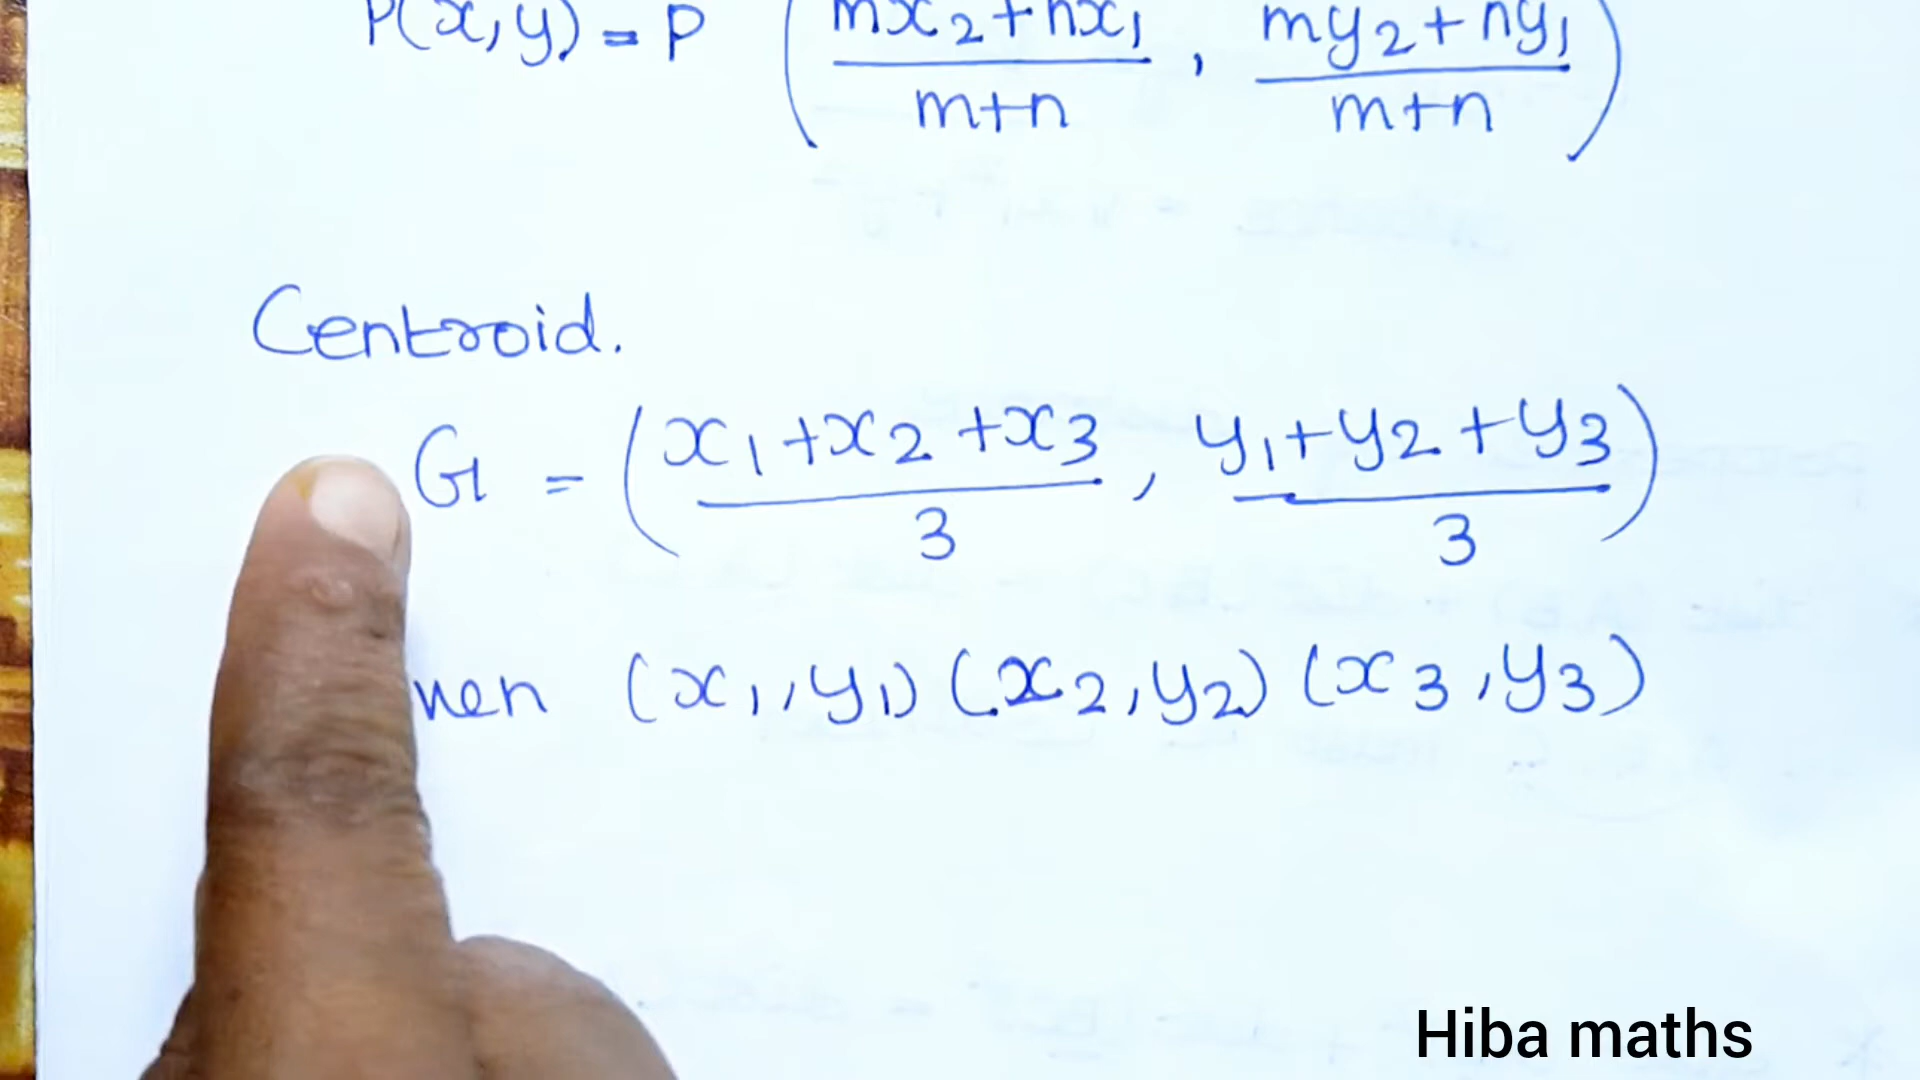 P(x,y) = P (mx₂+nx₁/m+n, my₂+ny₁/m+n)
Centroid.
G = (x₁+x₂+x₃/3, y₁+y₂+y₃/3)
(x₁,y₁) (x₂,y₂) (x₃,y₃)
Hiba maths